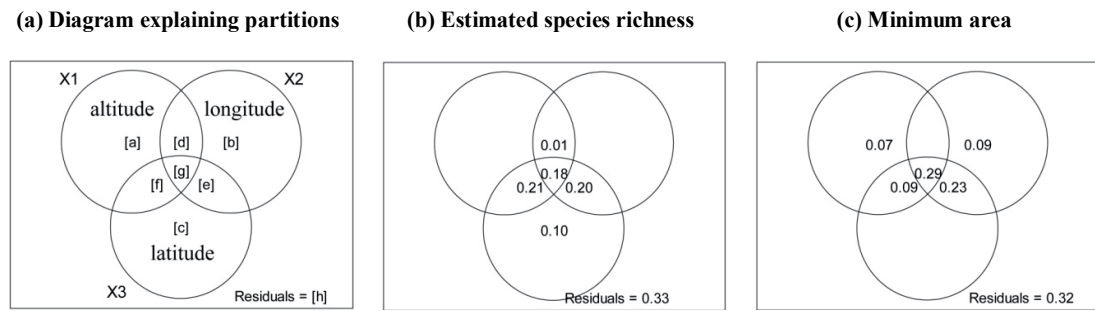 (a) Diagram explaining partitions
(b) Estimated species richness
(c) Minimum area
X1
X2
altitude
longitude
[a]
[d]
[b]
[g]
[f]
[e]
[c]
latitude
X3
Residuals = [h]
0.01
0.18
0.21
0.20
0.10
Residuals = 0.33
0.07
0.09
0.29
0.09
0.23
Residuals = 0.32